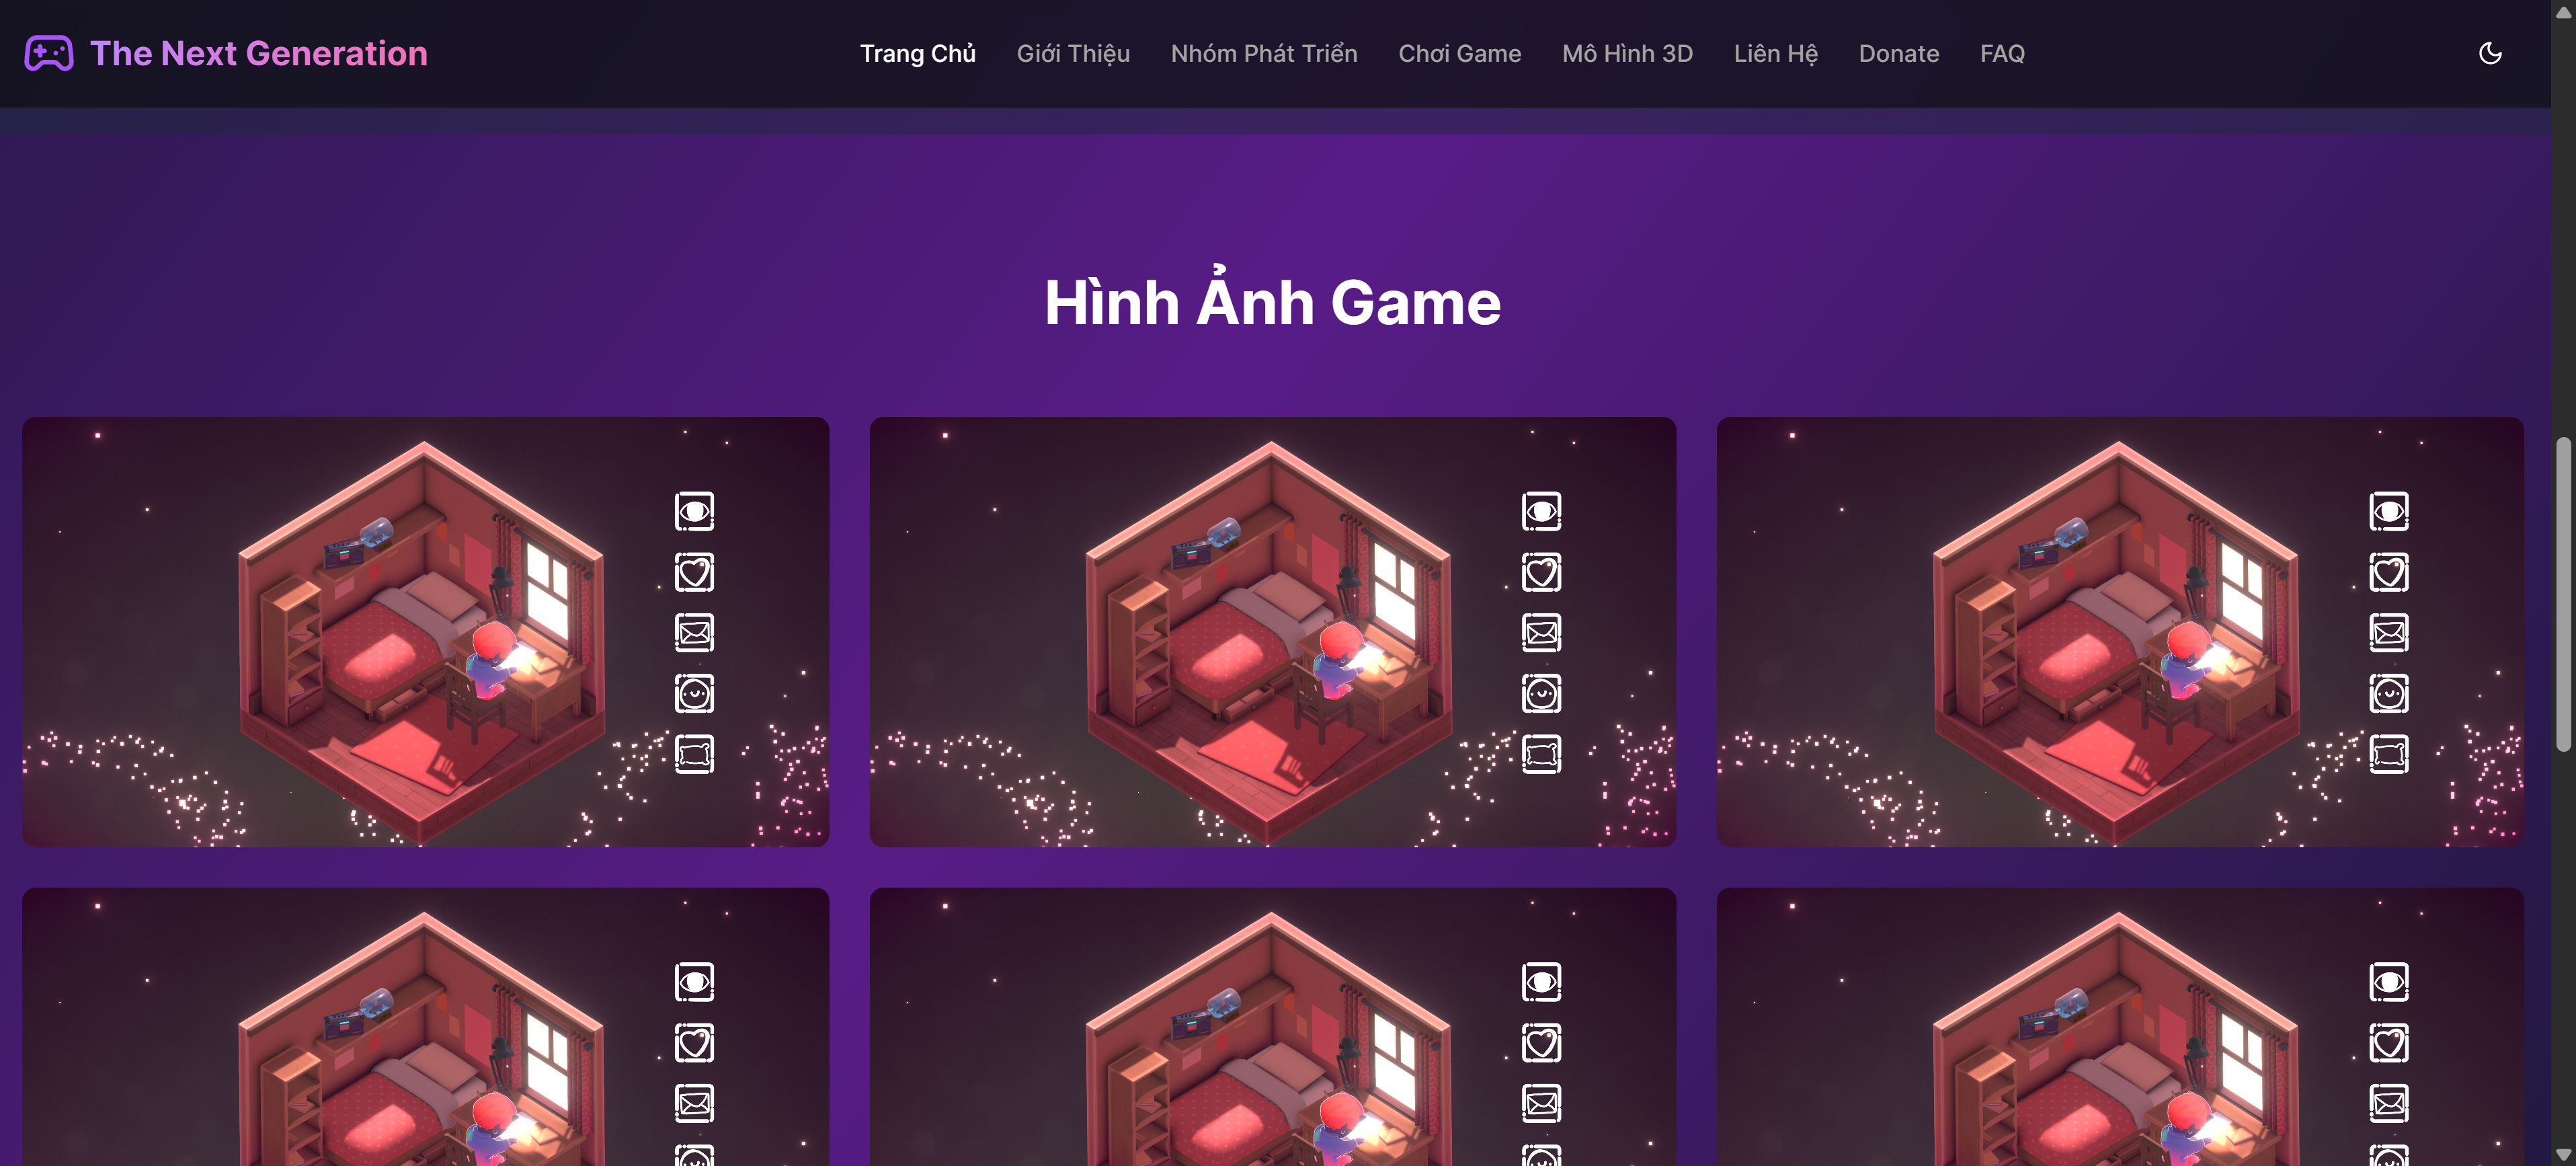 The Next Generation
Trang Chủ
Giới Thiệu
Nhóm Phát Triển
Chơi Game
Mô Hình 3D
Liên Hệ
Donate
FAQ
Hình Ảnh Game